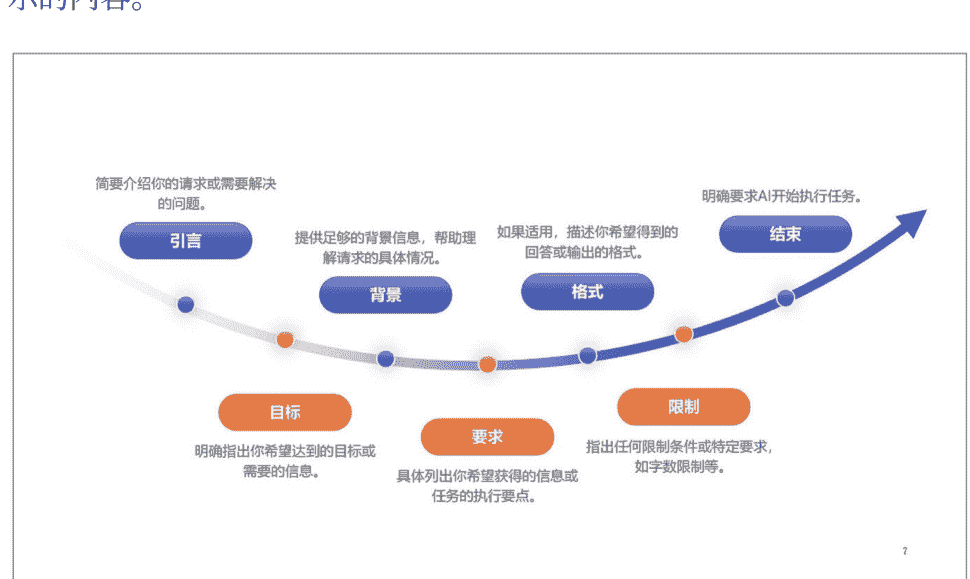 示的内容。
简要介绍你的请求或需要解决
的问题。
引言
目标
明确指出你希望达到的目标或
需要的信息。
提供足够的背景信息，帮助理
解请求的具体情况。
背景
要求
具体列出你希望获得的信息或
任务的执行要点。
如果适用，描述你希望得到的
回答或输出的格式。
格式
限制
指出任何限制条件或特定要求，
如字数限制等。
明确要求AI开始执行任务。
结束
7